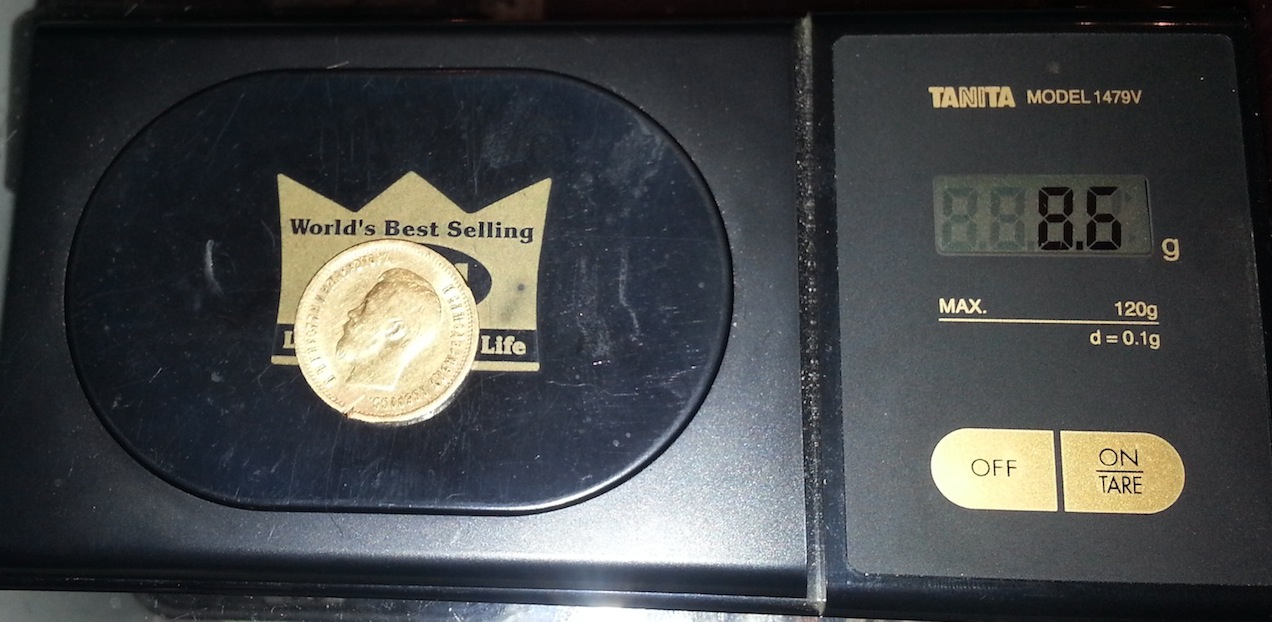 World's Best Selling
Life
TANITA MODEL 1479V
8.6 g
MAX. 120g
d = 0.1g
OFF
ON
TARE